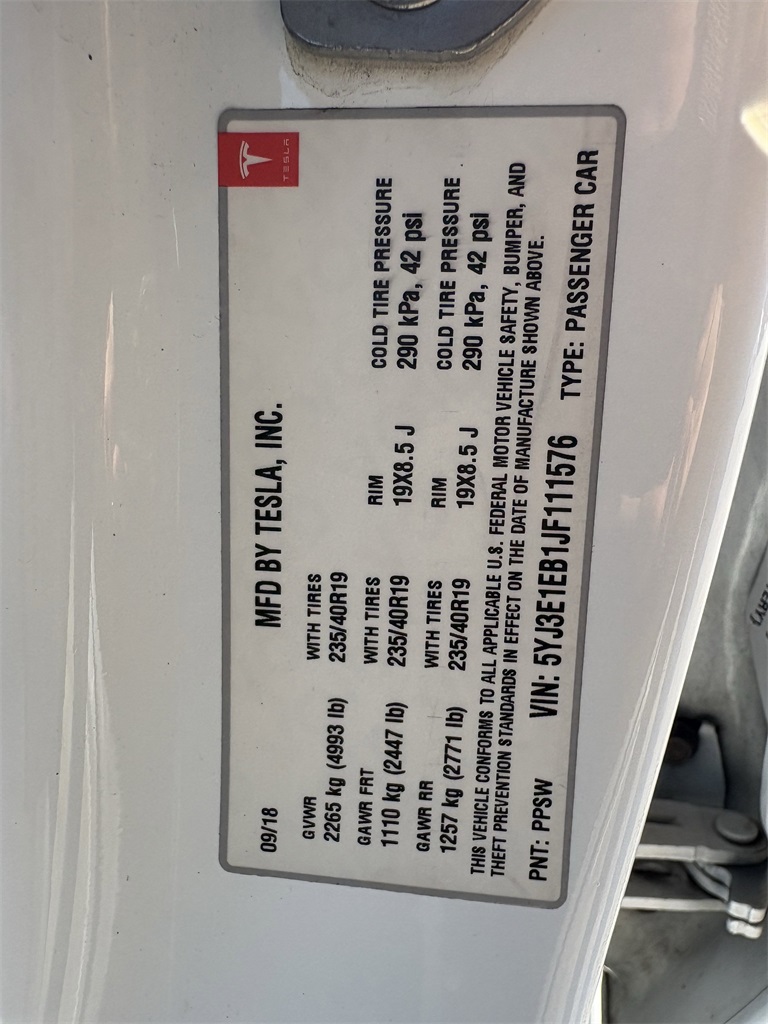 TESLA
09/18 MFD BY TESLA, INC.
GVWR WITH TIRES
2265 kg (4993 lb) 235/40R19
GAWR FRT WITH TIRES RIM COLD TIRE PRESSURE
1110 kg (2447 lb) 235/40R19 19X8.5 J 290 kPa, 42 psi
GAWR RR WITH TIRES RIM COLD TIRE PRESSURE
1257 kg (2771 lb) 235/40R19 19X8.5 J 290 kPa, 42 psi
THIS VEHICLE CONFORMS TO ALL APPLICABLE U.S. FEDERAL MOTOR VEHICLE SAFETY, BUMPER, AND
THEFT PREVENTION STANDARDS IN EFFECT ON THE DATE OF MANUFACTURE SHOWN ABOVE.
PNT: PPSW VIN: 5YJ3E1EB1JF111576 TYPE: PASSENGER CAR